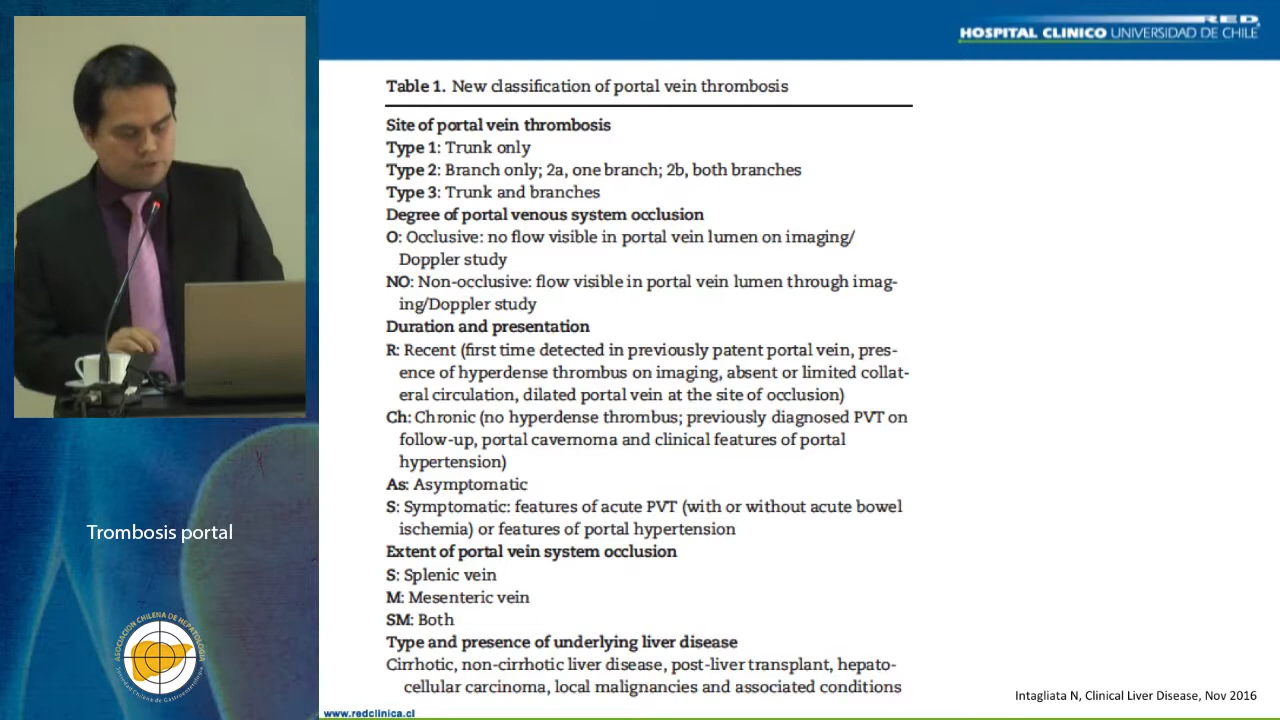 RED
HOSPITAL CLINICO UNIVERSIDAD DE CHILE
Table 1. New classification of portal vein thrombosis
Site of portal vein thrombosis
Type 1: Trunk only
Type 2: Branch only; 2a, one branch; 2b, both branches
Type 3: Trunk and branches
Degree of portal venous system occlusion
O: Occlusive: no flow visible in portal vein lumen on imaging/
Doppler study
NO: Non-occlusive: flow visible in portal vein lumen through imag-
ing/Doppler study
Duration and presentation
R: Recent (first time detected in previously patent portal vein, pres-
ence of hyperdense thrombus on imaging, absent or limited collat-
eral circulation, dilated portal vein at the site of occlusion)
Ch: Chronic (no hyperdense thrombus; previously diagnosed PVT on
follow-up, portal cavernoma and clinical features of portal
hypertension)
As: Asymptomatic
S: Symptomatic: features of acute PVT (with or without acute bowel
ischemia) or features of portal hypertension
Extent of portal vein system occlusion
S: Splenic vein
M: Mesenteric vein
SM: Both
Type and presence of underlying liver disease
Cirrhotic, non-cirrhotic liver disease, post-liver transplant, hepato-
cellular carcinoma, local malignancies and associated conditions
Intagliata N, Clinical Liver Disease, Nov 2016
www.redclinica.cl
Trombosis portal
ASOCIACION CHILENA DE HEPATOLOGIA
Sociedad Chilena de Gastroenterología